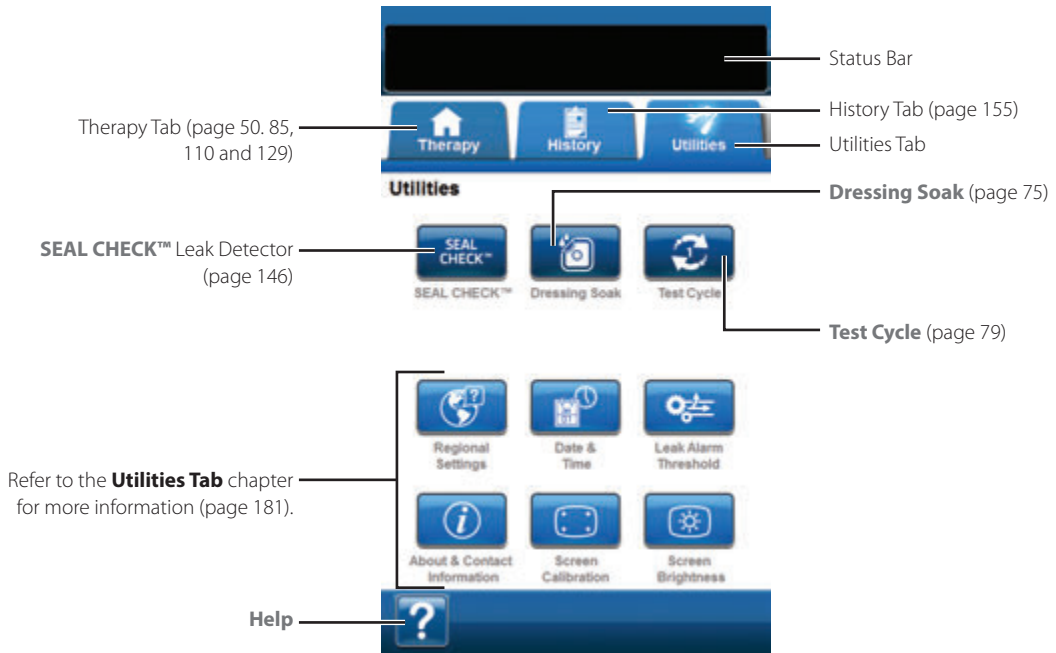 Status Bar
Therapy Tab (page 50. 85,
110 and 129)
Therapy
History
Utilities
History Tab (page 155)
Utilities Tab
Utilities
Dressing Soak (page 75)
SEAL CHECK™ Leak Detector
(page 146)
SEAL
CHECK™
1
SEAL CHECK™
Dressing Soak
Test Cycle
Test Cycle (page 79)
?
Regional
Settings
Date &
Time
Leak Alarm
Threshold
Refer to the Utilities Tab chapter
for more information (page 181).
i
About & Contact
Information
Screen
Calibration
Screen
Brightness
Help
?